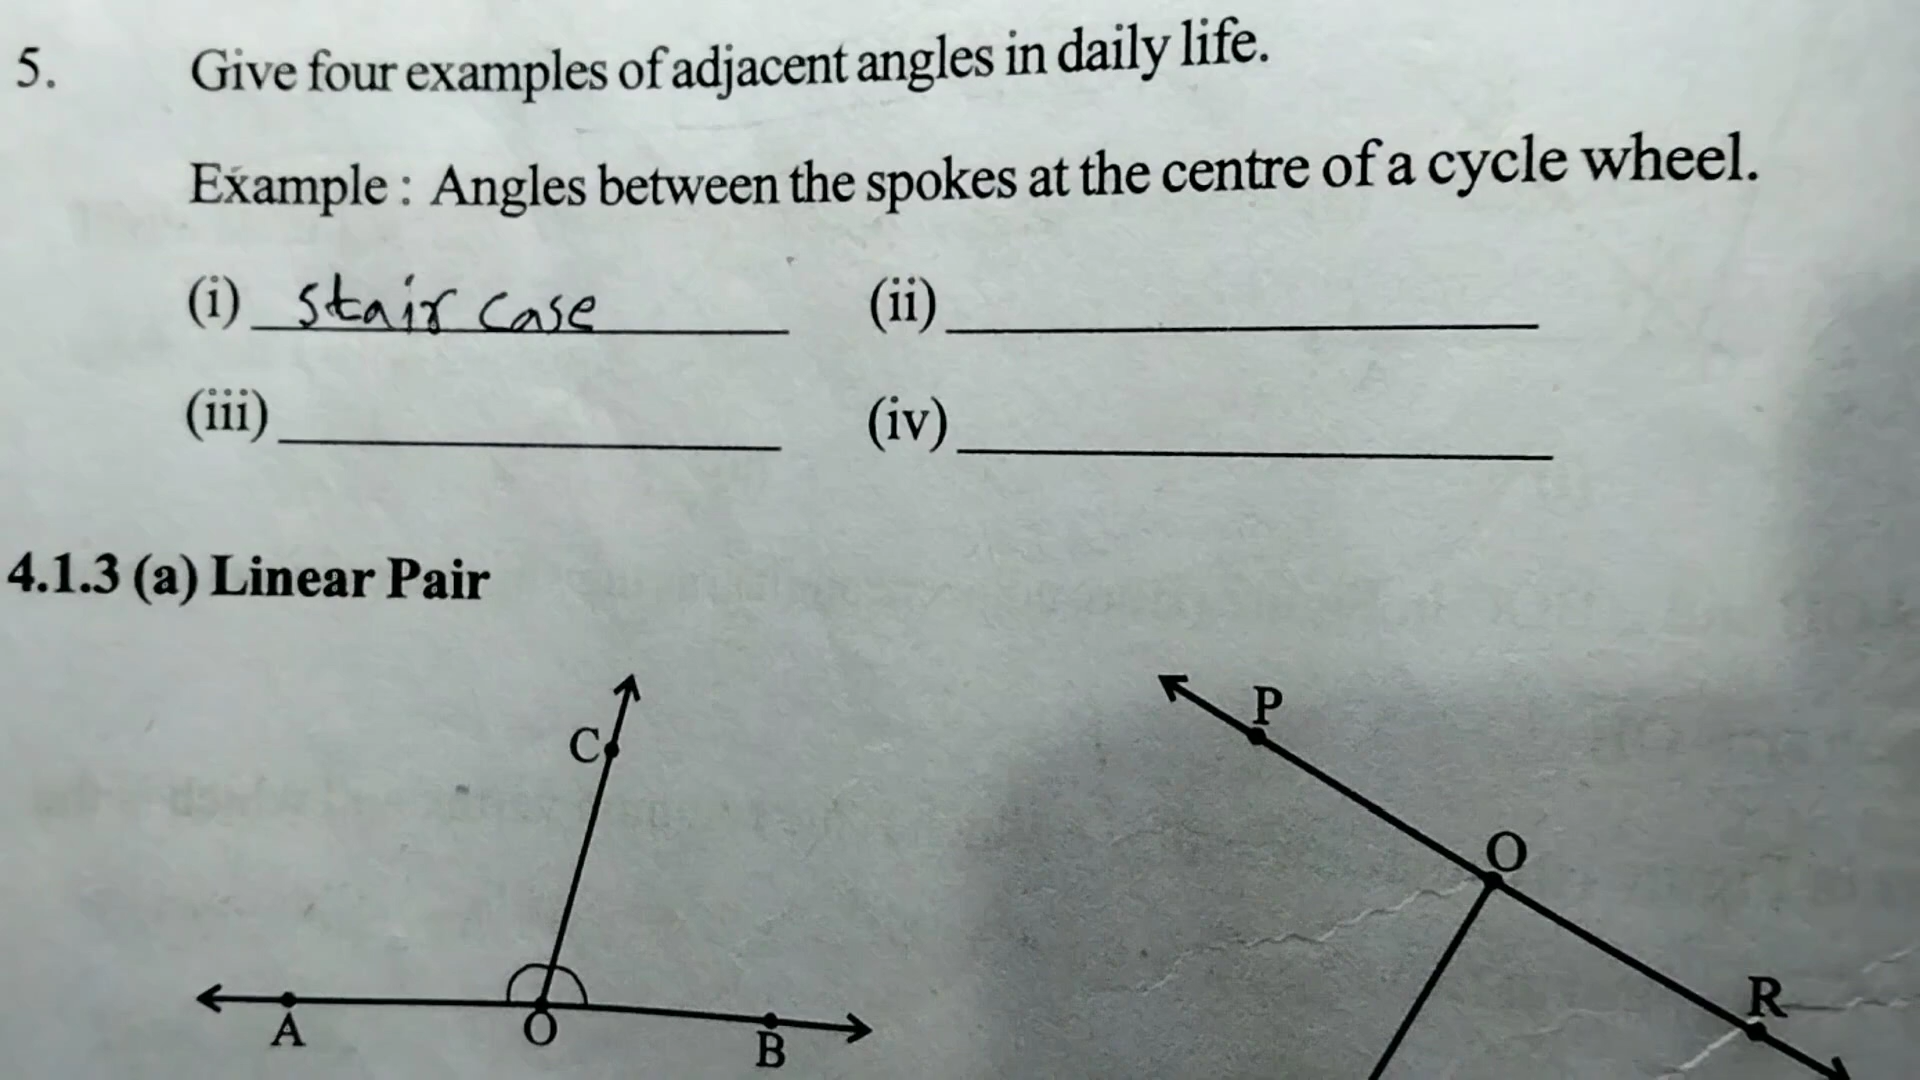 5. Give four examples of adjacent angles in daily life.
Example : Angles between the spokes at the centre of a cycle wheel.
(i) stair case (ii)
(iii) (iv)
4.1.3 (a) Linear Pair
C
P
O
A
O
B
R